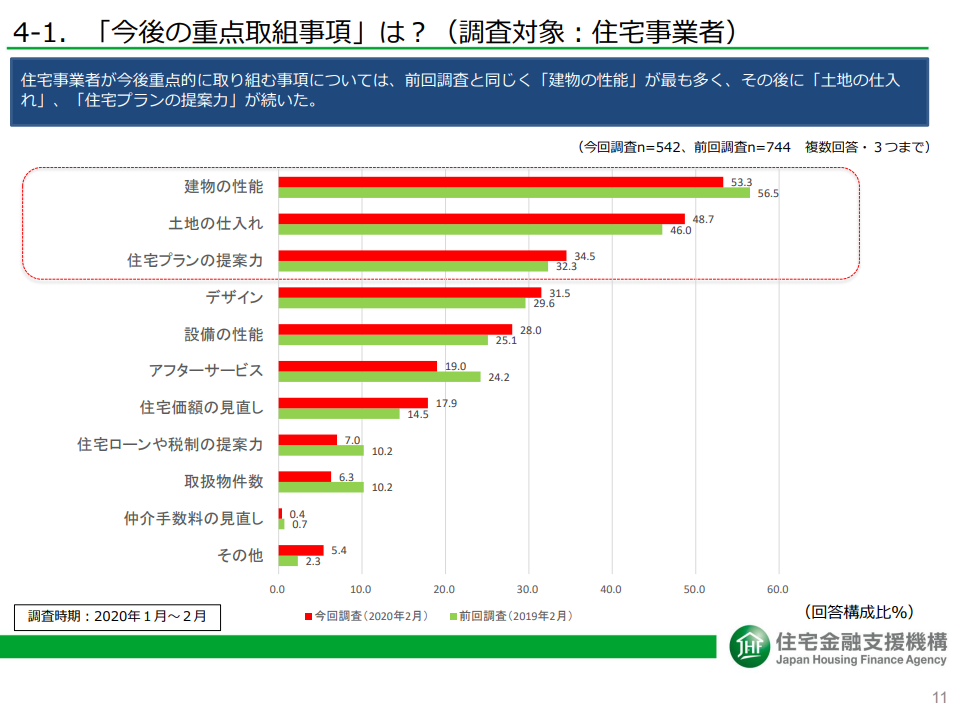 4-1. 「今後の重点取組事項」は?(調査対象:住宅事業者)
住宅事業者が今後重点的に取り組む事項については、前回調査と同じく「建物の性能」が最も多く、その後に「土地の仕入
れ」、「住宅プランの提案力」が続いた。
(今回調査n=542、前回調査n=744 複数回答・3つまで)
建物の性能 53.3
56.5
土地の仕入れ 48.7
46.0
住宅プランの提案力 34.5
32.3
デザイン 31.5
29.6
設備の性能 28.0
25.1
アフターサービス 19.0
24.2
住宅価額の見直し 17.9
14.5
住宅ローンや税制の提案力 7.0
10.2
取扱物件数 6.3
10.2
仲介手数料の見直し 0.4
0.7
その他 5.4
2.3
0.0 10.0 20.0 30.0 40.0 50.0 60.0
調査時期:2020年1月~2月
今回調査(2020年2月) 前回調査(2019年2月)
(回答構成比%)
JHF
住宅金融支援機構
Japan Housing Finance Agency
11